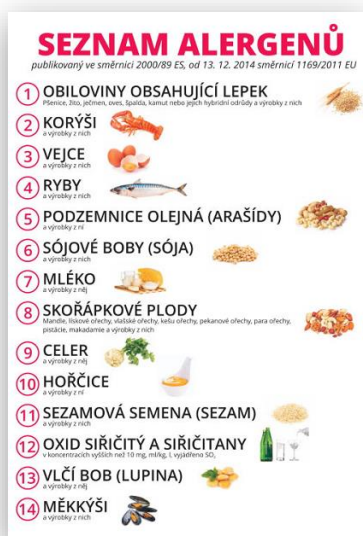 SEZNAM ALERGENŮ
publikovaný ve směrnici 2000/89 ES, od 13. 12. 2014 směrnicí 1169/2011 EU
1 OBILOVINY OBSAHUJÍCÍ LEPEK
Pšenice, žito, ječmen, oves, špalda, kamut nebo jejich hybridní odrůdy a výrobky z nich
2 KORÝŠI
a výrobky z nich
3 VEJCE
a výrobky z nich
4 RYBY
a výrobky z nich
5 PODZEMNICE OLEJNÁ (ARAŠÍDY)
a výrobky z ní
6 SÓJOVÉ BOBY (SÓJA)
a výrobky z nich
7 MLÉKO
a výrobky z něj
8 SKOŘÁPKOVÉ PLODY
Mandle, lískové ořechy, vlašské ořechy, kešu ořechy, pekanové ořechy, para ořechy,
pistácie, makadamie a výrobky z nich
9 CELER
a výrobky z něj
10 HOŘČICE
a výrobky z ní
11 SEZAMOVÁ SEMENA (SEZAM)
a výrobky z nich
12 OXID SIŘIČITÝ A SIŘIČITANY
v koncentracích vyšších než 10 mg, ml/kg, l, vyjádřeno SO₂
13 VLČÍ BOB (LUPINA)
a výrobky z něj
14 MĚKKÝŠI
a výrobky z nich